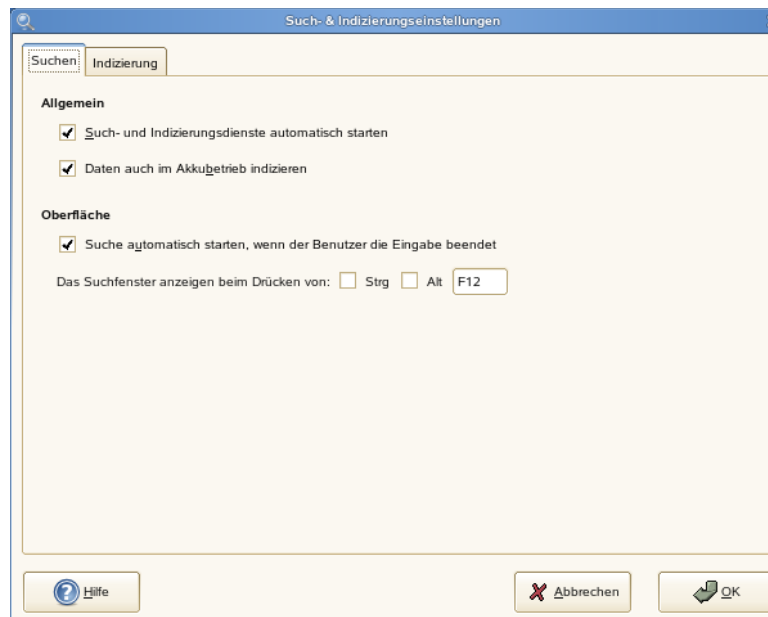 Such- & Indizierungseinstellungen
Suchen Indizierung
Allgemein
Such- und Indizierungsdienste automatisch starten
Daten auch im Akkubetrieb indizieren
Oberfläche
Suche automatisch starten, wenn der Benutzer die Eingabe beendet
Das Suchfenster anzeigen beim Drücken von: Strg Alt F12
Hilfe Abbrechen OK